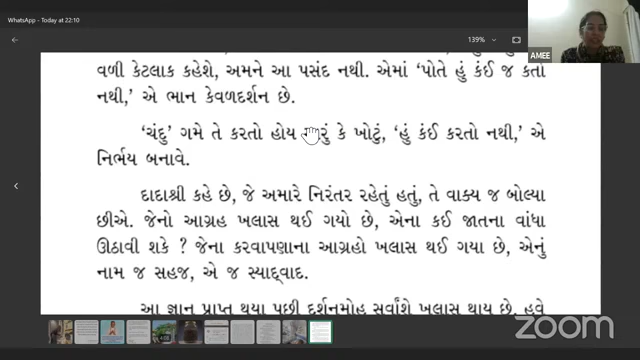 WhatsApp - Today at 22:10
139%
AMEE
વળી કેટલાક કહેશે, અમને આ પસંદ નથી. એમાં ‘પોતે હું કંઈ જ કર્તા
નથી,’ એ ભાન કેવળદર્શન છે.
‘ચંદુ’ ગમે તે કરતો હોય કે ખોટું, ‘હું કંઈ કરતો નથી,’ એ
નિર્ભય બનાવે.
દાદાશ્રી કહે છે, જે અમારે નિરંતર રહેતું હતું, તે વાક્ય જ બોલ્યા
છીએ. જેનો આગ્રહ ખલાસ થઈ ગયો છે, એના કઈ જાતના વાંધા
ઊઠાવી શકે ? જેના કરવાપણાના આગ્રહો ખલાસ થઈ ગયા છે, એનું
નામ જ સહજ, એ જ સ્યાદ્વાદ.
આ જ્ઞાન પ્રાપ્ત થયા પછી દર્શનમોહ સર્વાંશે ખલાસ થાય છે. હવે
zoom